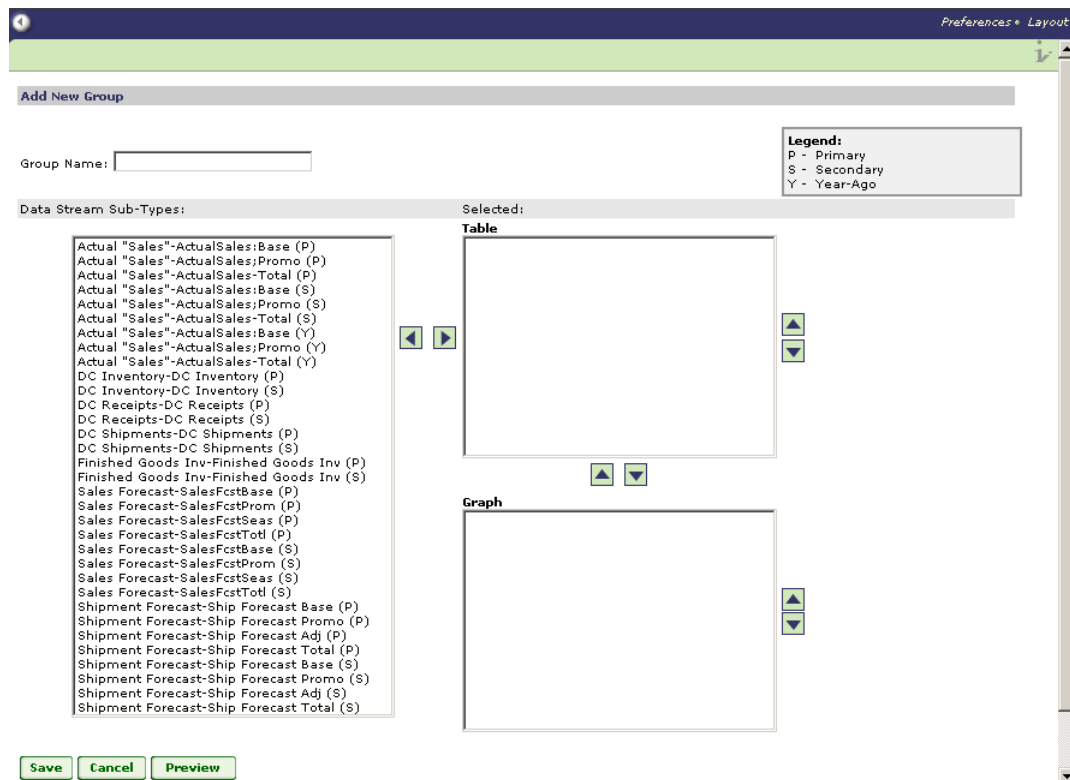 Preferences • Layout
Add New Group
Group Name:
Legend:
P - Primary
S - Secondary
Y - Year-Ago
Data Stream Sub-Types:
Selected:
Table
Actual "Sales"-ActualSales:Base (P)
Actual "Sales"-ActualSales;Promo (P)
Actual "Sales"-ActualSales-Total (P)
Actual "Sales"-ActualSales:Base (S)
Actual "Sales"-ActualSales;Promo (S)
Actual "Sales"-ActualSales-Total (S)
Actual "Sales"-ActualSales:Base (Y)
Actual "Sales"-ActualSales;Promo (Y)
Actual "Sales"-ActualSales-Total (Y)
DC Inventory-DC Inventory (P)
DC Inventory-DC Inventory (S)
DC Receipts-DC Receipts (P)
DC Receipts-DC Receipts (S)
DC Shipments-DC Shipments (P)
DC Shipments-DC Shipments (S)
Finished Goods Inv-Finished Goods Inv (P)
Finished Goods Inv-Finished Goods Inv (S)
Sales Forecast-SalesFcstBase (P)
Sales Forecast-SalesFcstProm (P)
Sales Forecast-SalesFcstSeas (P)
Sales Forecast-SalesFcstTotl (P)
Sales Forecast-SalesFcstBase (S)
Sales Forecast-SalesFcstProm (S)
Sales Forecast-SalesFcstSeas (S)
Sales Forecast-SalesFcstTotl (S)
Shipment Forecast-Ship Forecast Base (P)
Shipment Forecast-Ship Forecast Promo (P)
Shipment Forecast-Ship Forecast Adj (P)
Shipment Forecast-Ship Forecast Total (P)
Shipment Forecast-Ship Forecast Base (S)
Shipment Forecast-Ship Forecast Promo (S)
Shipment Forecast-Ship Forecast Adj (S)
Shipment Forecast-Ship Forecast Total (S)
Graph
Save
Cancel
Preview